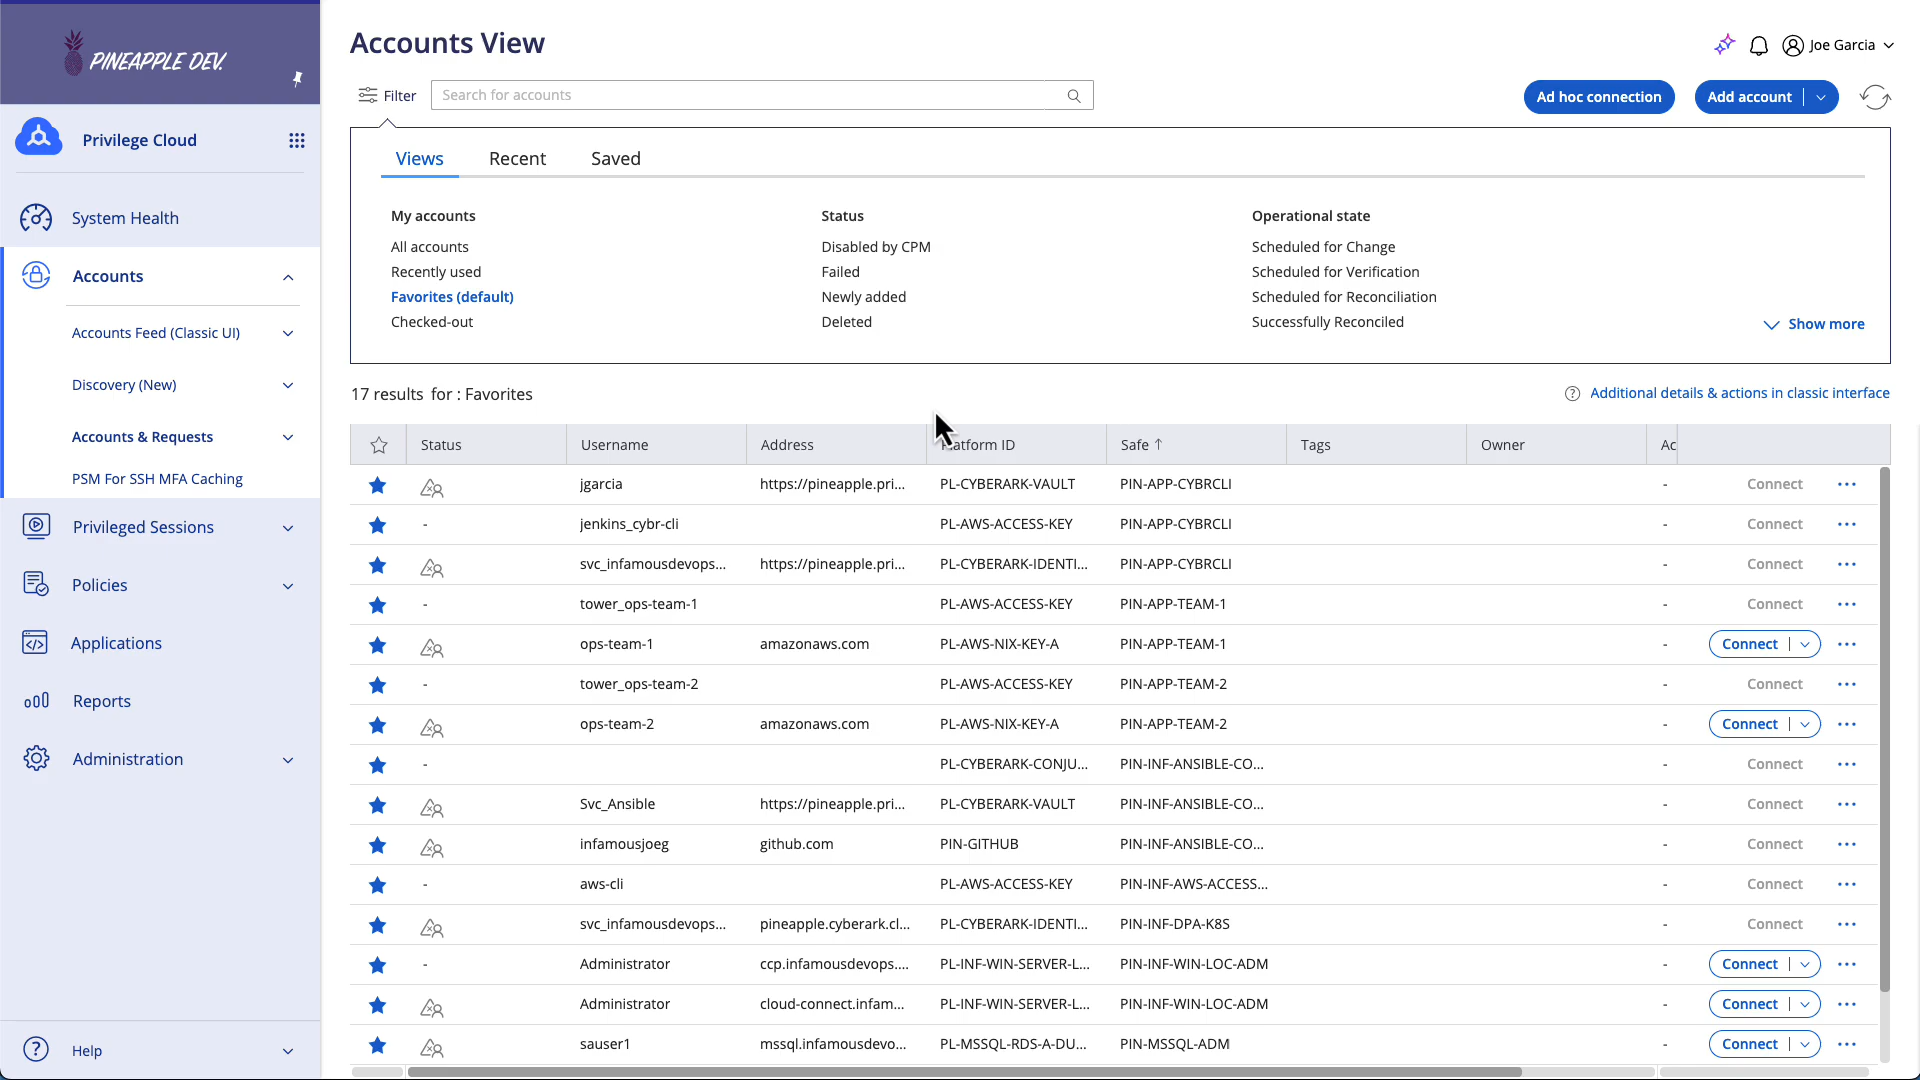 PINEAPPLE DEV.
Privilege Cloud
System Health
Accounts
Accounts Feed (Classic UI)
Discovery (New)
Accounts & Requests
PSM For SSH MFA Caching
Privileged Sessions
Policies
Applications
Reports
Administration
Help
Accounts View
Joe Garcia
Filter
Search for accounts
Ad hoc connection
Add account
Views Recent Saved
My accounts
All accounts
Recently used
Favorites (default)
Checked-out
Status
Disabled by CPM
Failed
Newly added
Deleted
Operational state
Scheduled for Change
Scheduled for Verification
Scheduled for Reconciliation
Successfully Reconciled
Show more
17 results for : Favorites
Additional details & actions in classic interface
Status Username Address atform ID Safe ↑ Tags Owner Ac
jgarcia https://pineapple.pri... PL-CYBERARK-VAULT PIN-APP-CYBRCLI - Connect ...
- jenkins_cybr-cli PL-AWS-ACCESS-KEY PIN-APP-CYBRCLI - Connect ...
svc_infamousdevops... https://pineapple.pri... PL-CYBERARK-IDENTI... PIN-APP-CYBRCLI - Connect ...
- tower_ops-team-1 PL-AWS-ACCESS-KEY PIN-APP-TEAM-1 - Connect ...
ops-team-1 amazonaws.com PL-AWS-NIX-KEY-A PIN-APP-TEAM-1 - Connect ...
- tower_ops-team-2 PL-AWS-ACCESS-KEY PIN-APP-TEAM-2 - Connect ...
ops-team-2 amazonaws.com PL-AWS-NIX-KEY-A PIN-APP-TEAM-2 - Connect ...
- PL-CYBERARK-CONJU... PIN-INF-ANSIBLE-CO... - Connect ...
Svc_Ansible https://pineapple.pri... PL-CYBERARK-VAULT PIN-INF-ANSIBLE-CO... - Connect ...
infamousjoeg github.com PIN-GITHUB PIN-INF-ANSIBLE-CO... - Connect ...
- aws-cli PL-AWS-ACCESS-KEY PIN-INF-AWS-ACCESS... - Connect ...
svc_infamousdevops... pineapple.cyberark.cl... PL-CYBERARK-IDENTI... PIN-INF-DPA-K8S - Connect ...
- Administrator ccp.infamousdevops.... PL-INF-WIN-SERVER-L... PIN-INF-WIN-LOC-ADM - Connect ...
Administrator cloud-connect.infam... PL-INF-WIN-SERVER-L... PIN-INF-WIN-LOC-ADM - Connect ...
sauser1 mssql.infamousdevo... PL-MSSQL-RDS-A-DU... PIN-MSSQL-ADM - Connect ...